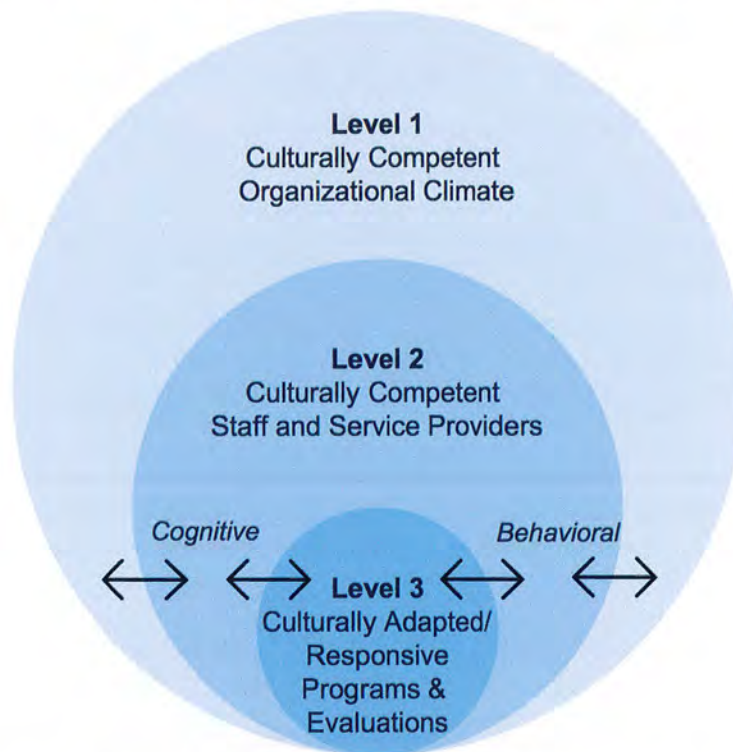 Level 1
Culturally Competent
Organizational Climate
Level 2
Culturally Competent
Staff and Service Providers
Cognitive
Behavioral
Level 3
Culturally Adapted/
Responsive
Programs &
Evaluations